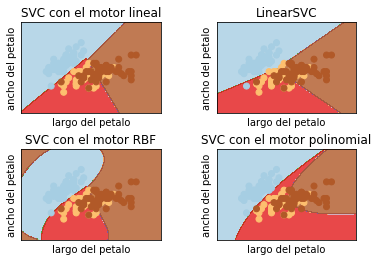 SVC con el motor lineal
ancho del petalo
largo del petalo
LinearSVC
ancho del petalo
largo del petalo
SVC con el motor RBF
ancho del petalo
largo del petalo
SVC con el motor polinomial
ancho del petalo
largo del petalo